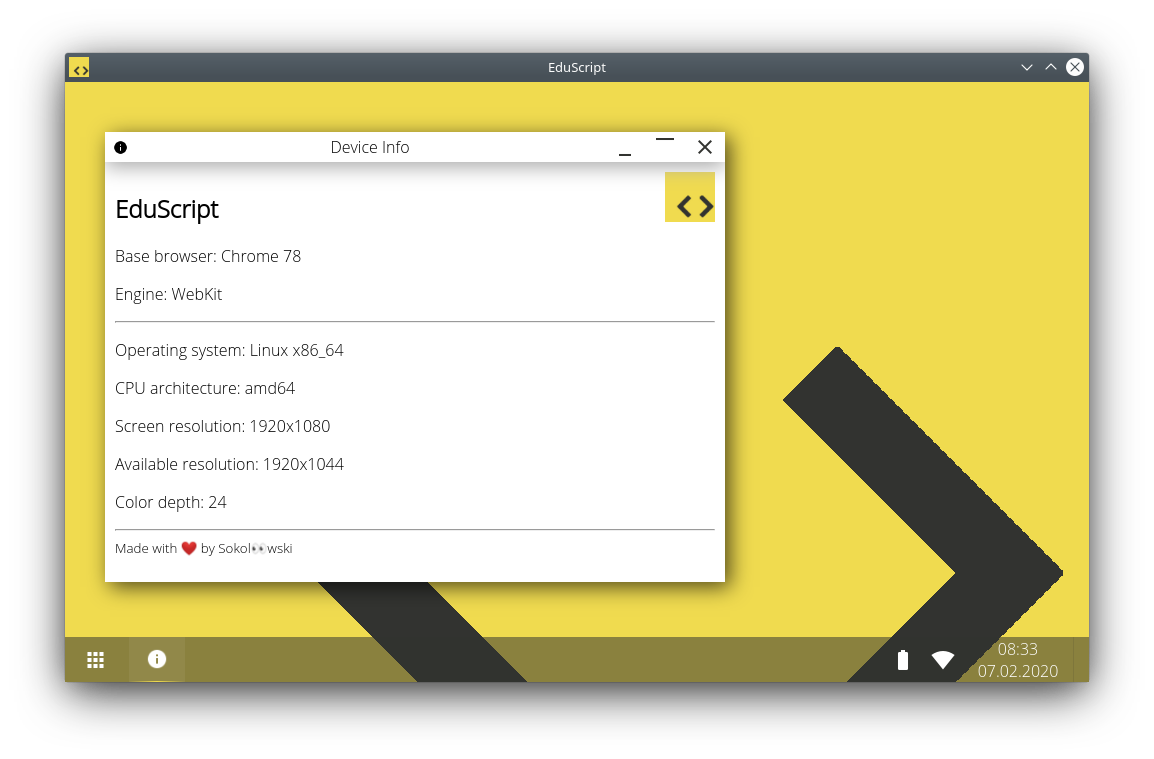 EduScript
Device Info
EduScript
Base browser: Chrome 78
Engine: WebKit
Operating system: Linux x86_64
CPU architecture: amd64
Screen resolution: 1920x1080
Available resolution: 1920x1044
Color depth: 24
Made with ❤️ by Sokol👀wski
08:33
07.02.2020